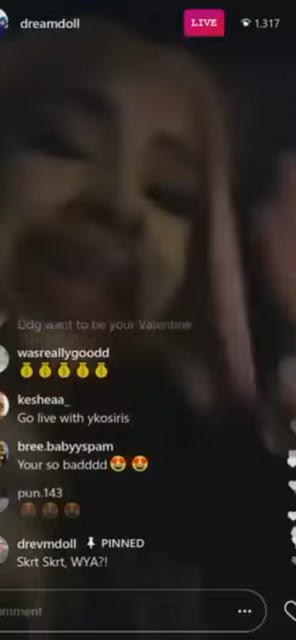 dreamdoll
LIVE
1.317
Ddg want to be your Valentine
wasreallygoodd
kesheaa_
Go live with ykosiris
bree.babyyspam
Your so badddd😍 😍
pun.143
drevmdoll PINNED
Skrt Skrt, WYA?!
mment